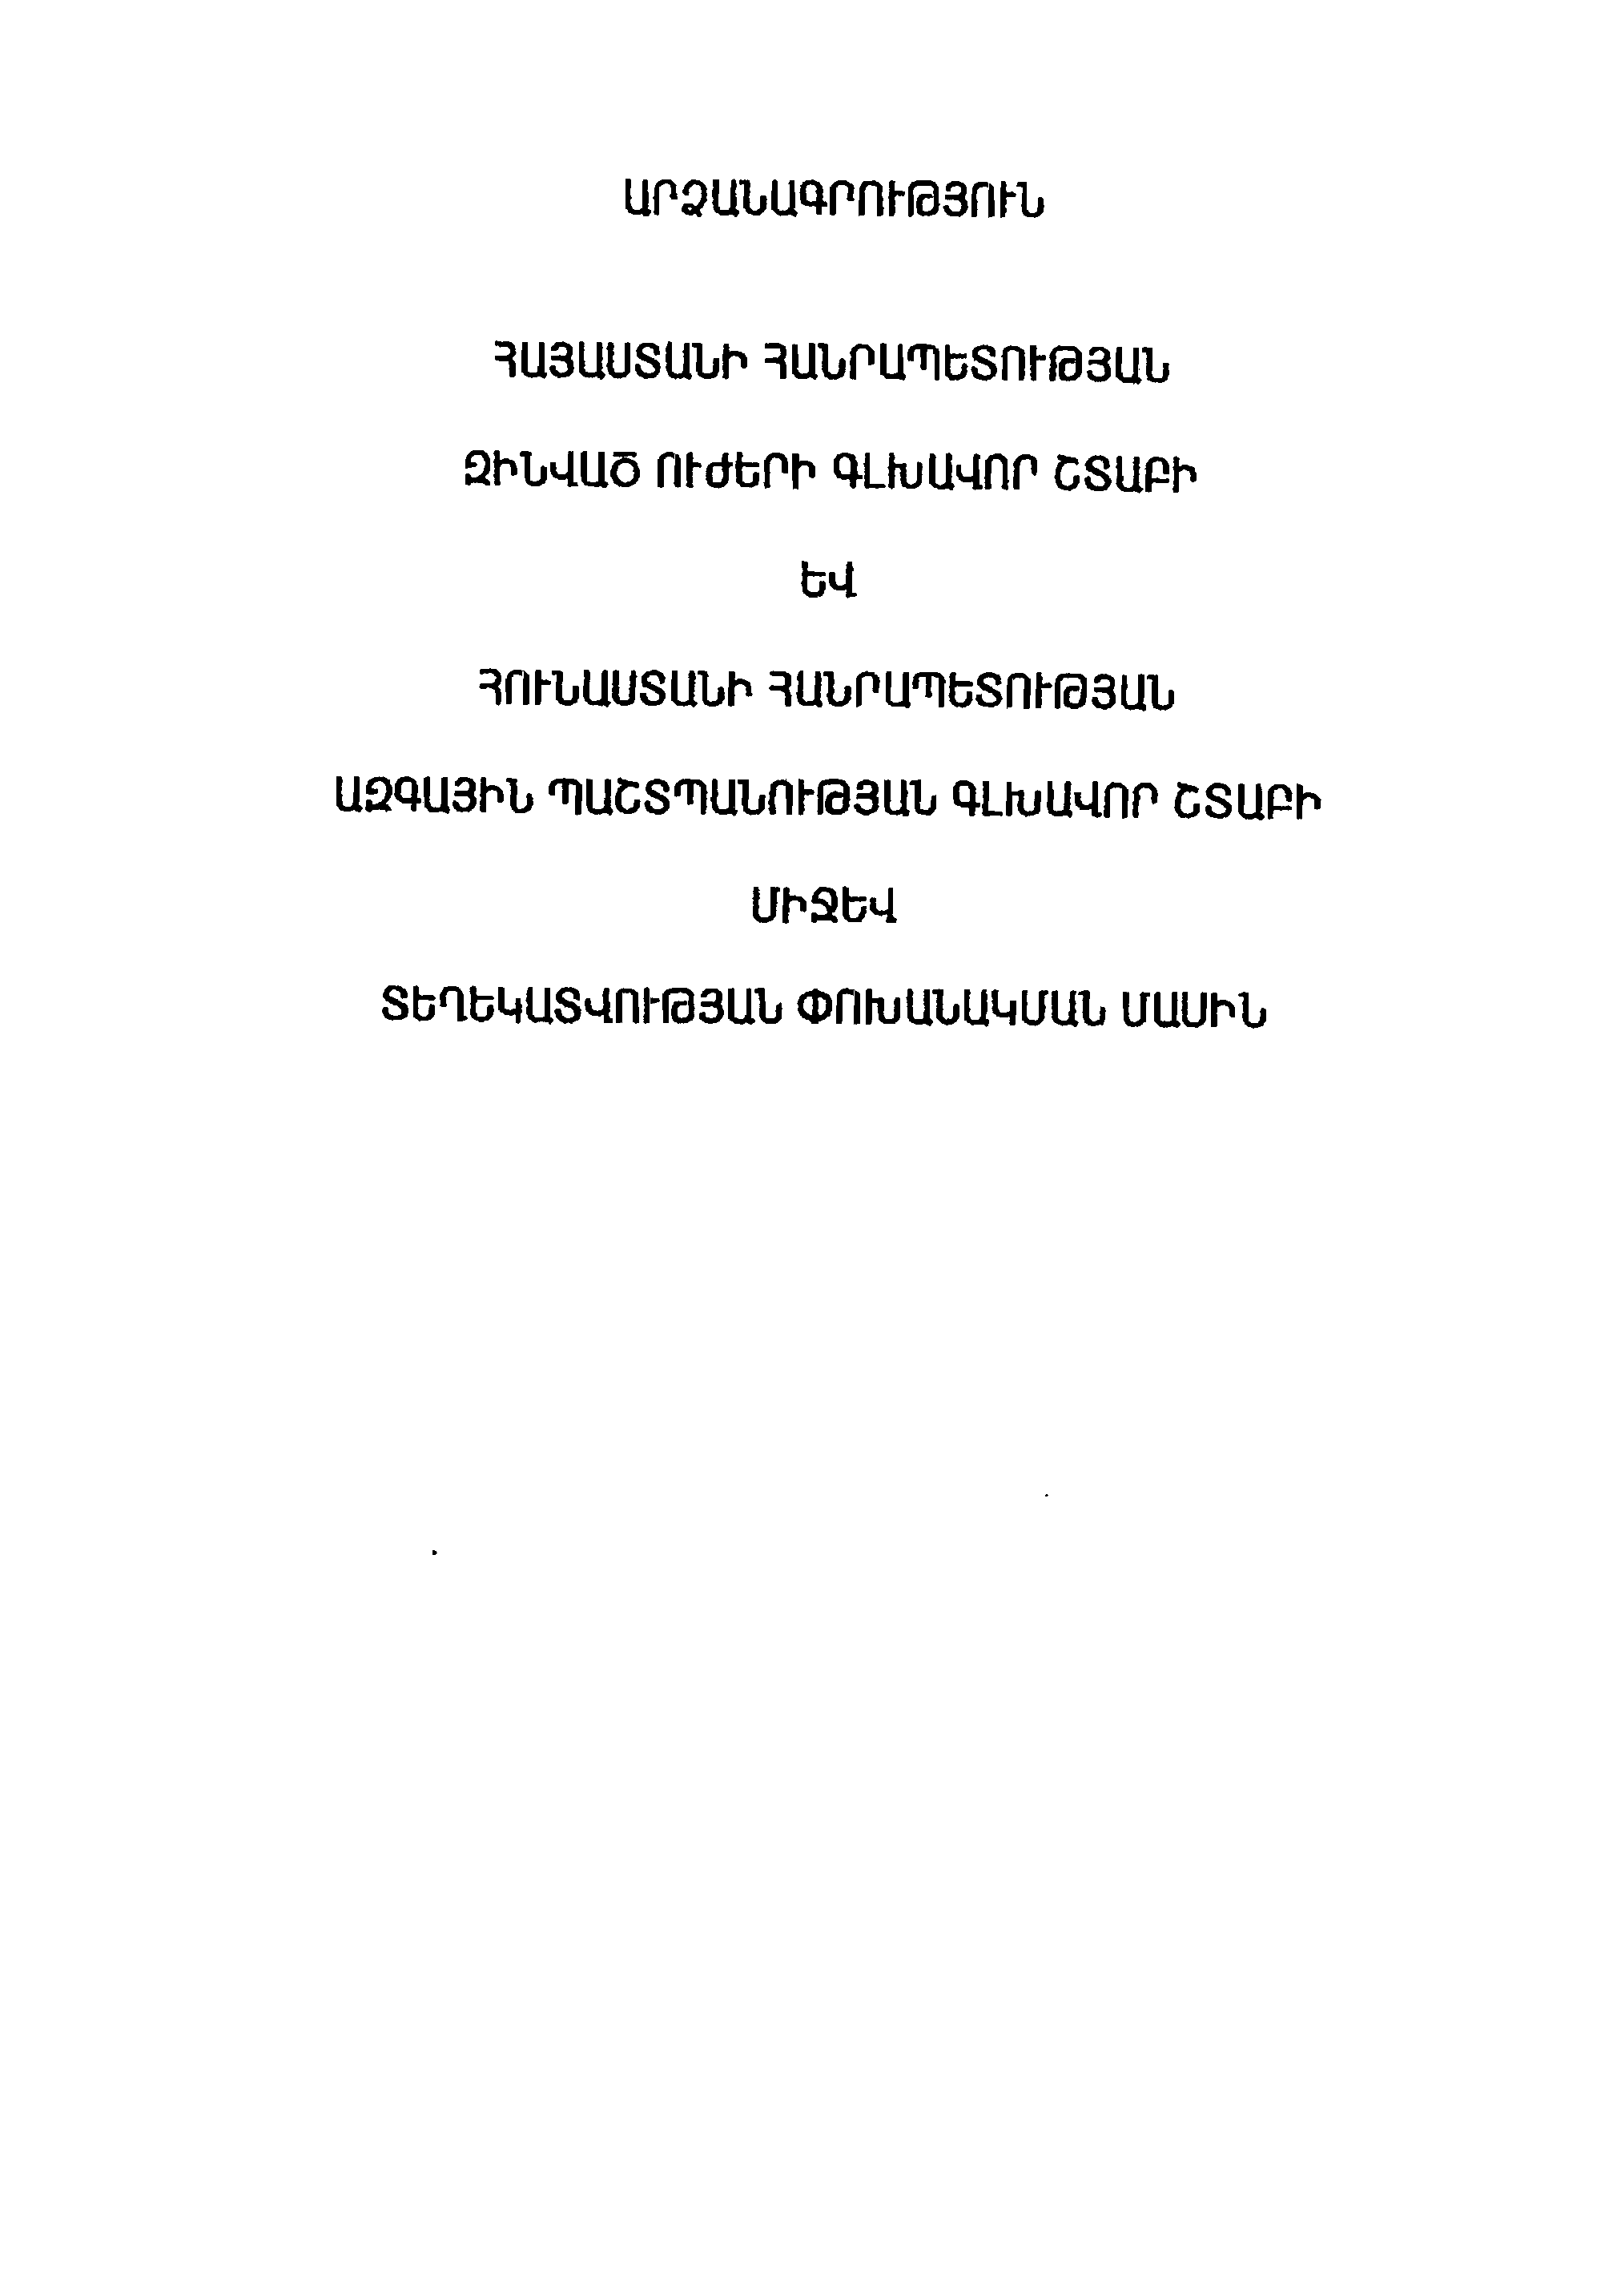 ԱՐՁԱՆԱԳՐՈՒԹՅՈՒՆ
ՀԱՅԱՍՏԱՆԻ ՀԱՆՐԱՊԵՏՈՒԹՅԱՆ
ԶԻՆՎԱԾ ՈՒԺԵՐԻ ԳԼԽԱՎՈՐ ՇՏԱԲԻ
ԵՎ
ՀՈՒՆԱՍՏԱՆԻ ՀԱՆՐԱՊԵՏՈՒԹՅԱՆ
ԱԶԳԱՅԻՆ ՊԱՇՏՊԱՆՈՒԹՅԱՆ ԳԼԽԱՎՈՐ ՇՏԱԲԻ
ՄԻՋԵՎ
ՏԵՂԵԿԱՏՎՈՒԹՅԱՆ ՓՈԽԱՆԱԿՄԱՆ ՄԱՍԻՆ